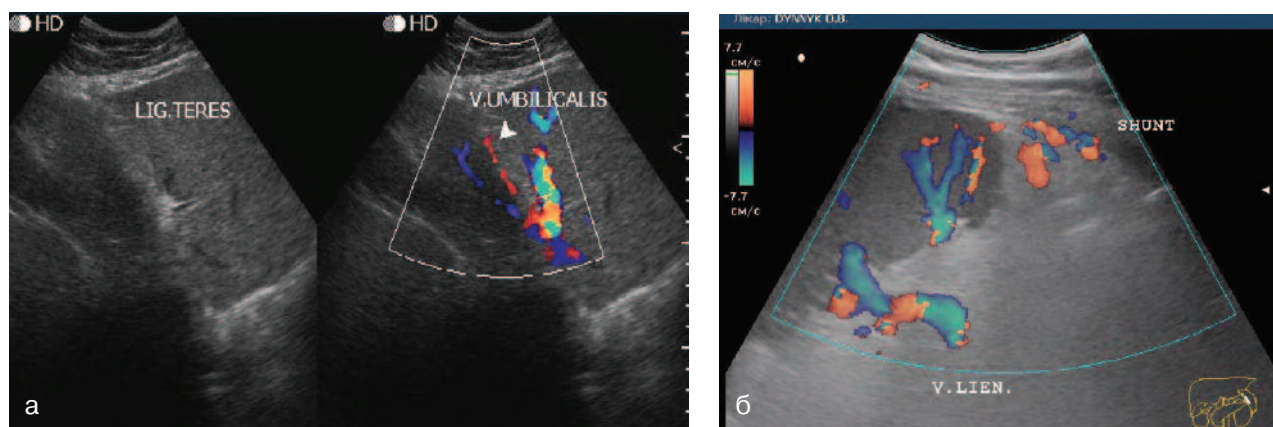 HD
HD
LIG.TERES
V.UMBILICALIS
а
Лікар: DYNNYK O.B.
7.7
см/с
-7.7
см/с
SHUNT
V.LIEN.
б